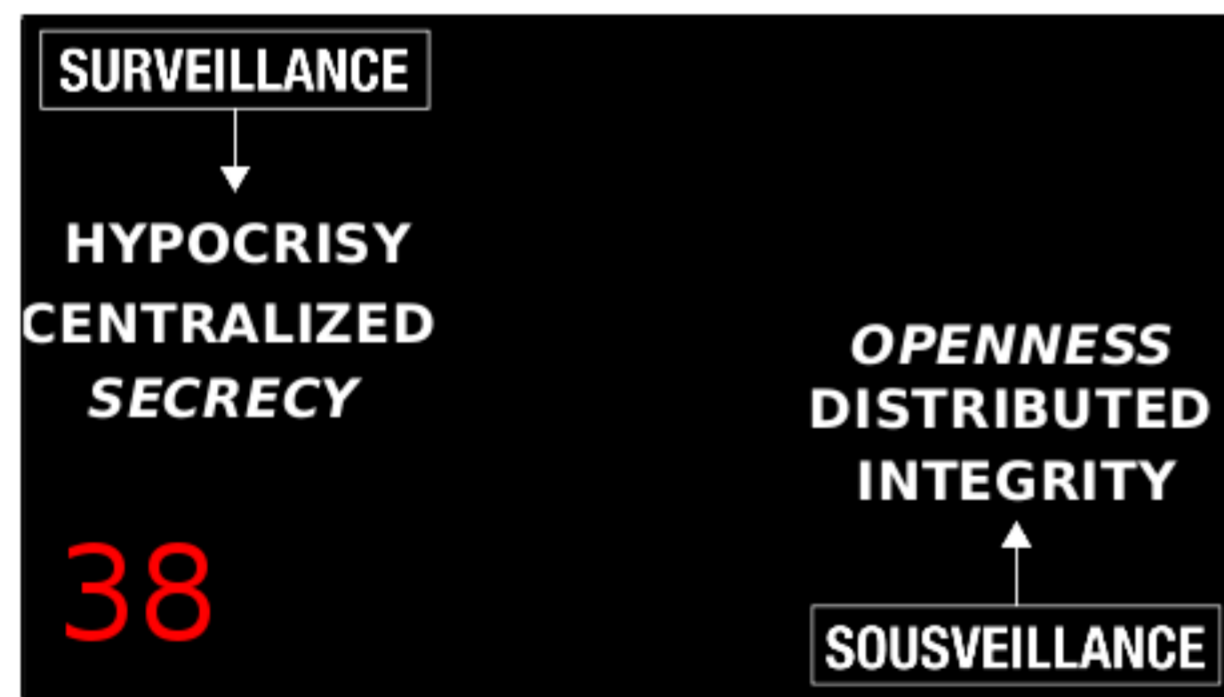 SURVEILLANCE
HYPOCRISY
CENTRALIZED
SECRECY
38
OPENNESS
DISTRIBUTED
INTEGRITY
SOUSVEILLANCE